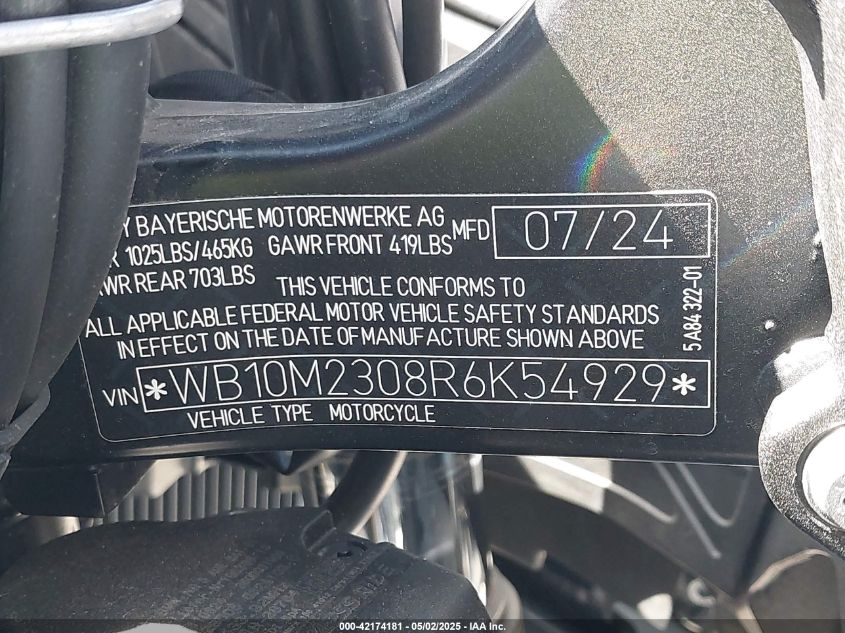 Y BAYERISCHE MOTORENWERKE AG
MFD 07/24
R 1025LBS/465KG GAWR FRONT 419LBS
WR REAR 703LBS
THIS VEHICLE CONFORMS TO
ALL APPLICABLE FEDERAL MOTOR VEHICLE SAFETY STANDARDS
IN EFFECT ON THE DATE OF MANUFACTURE SHOWN ABOVE
5A84 322-01
VIN *WB10M2308R6K54929*
VEHICLE TYPE MOTORCYCLE
000-42174181 - 05/02/2025 - IAA Inc.